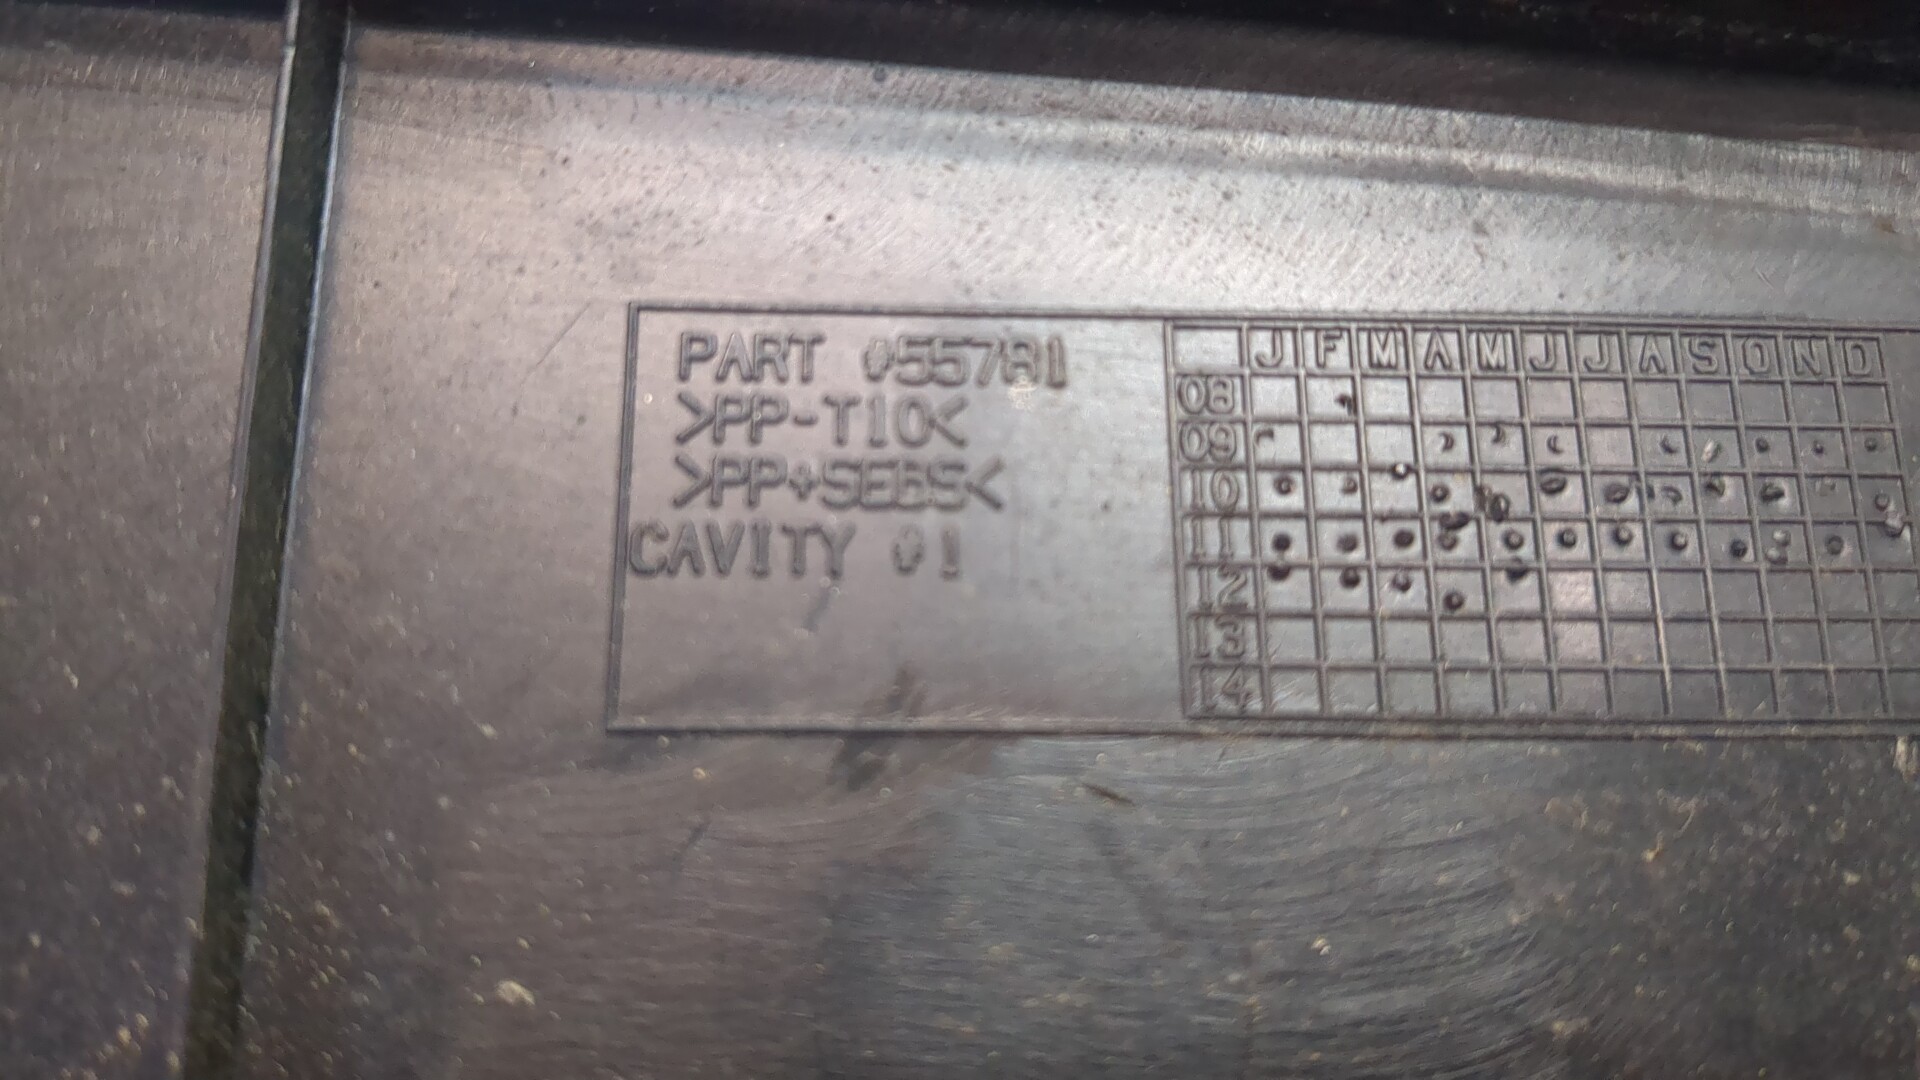 PART #55781
>PP-T10<
>PP+SEBS<
CAVITY #1
J F M A M J J A S O N D
08
09
10
11
12
13
14